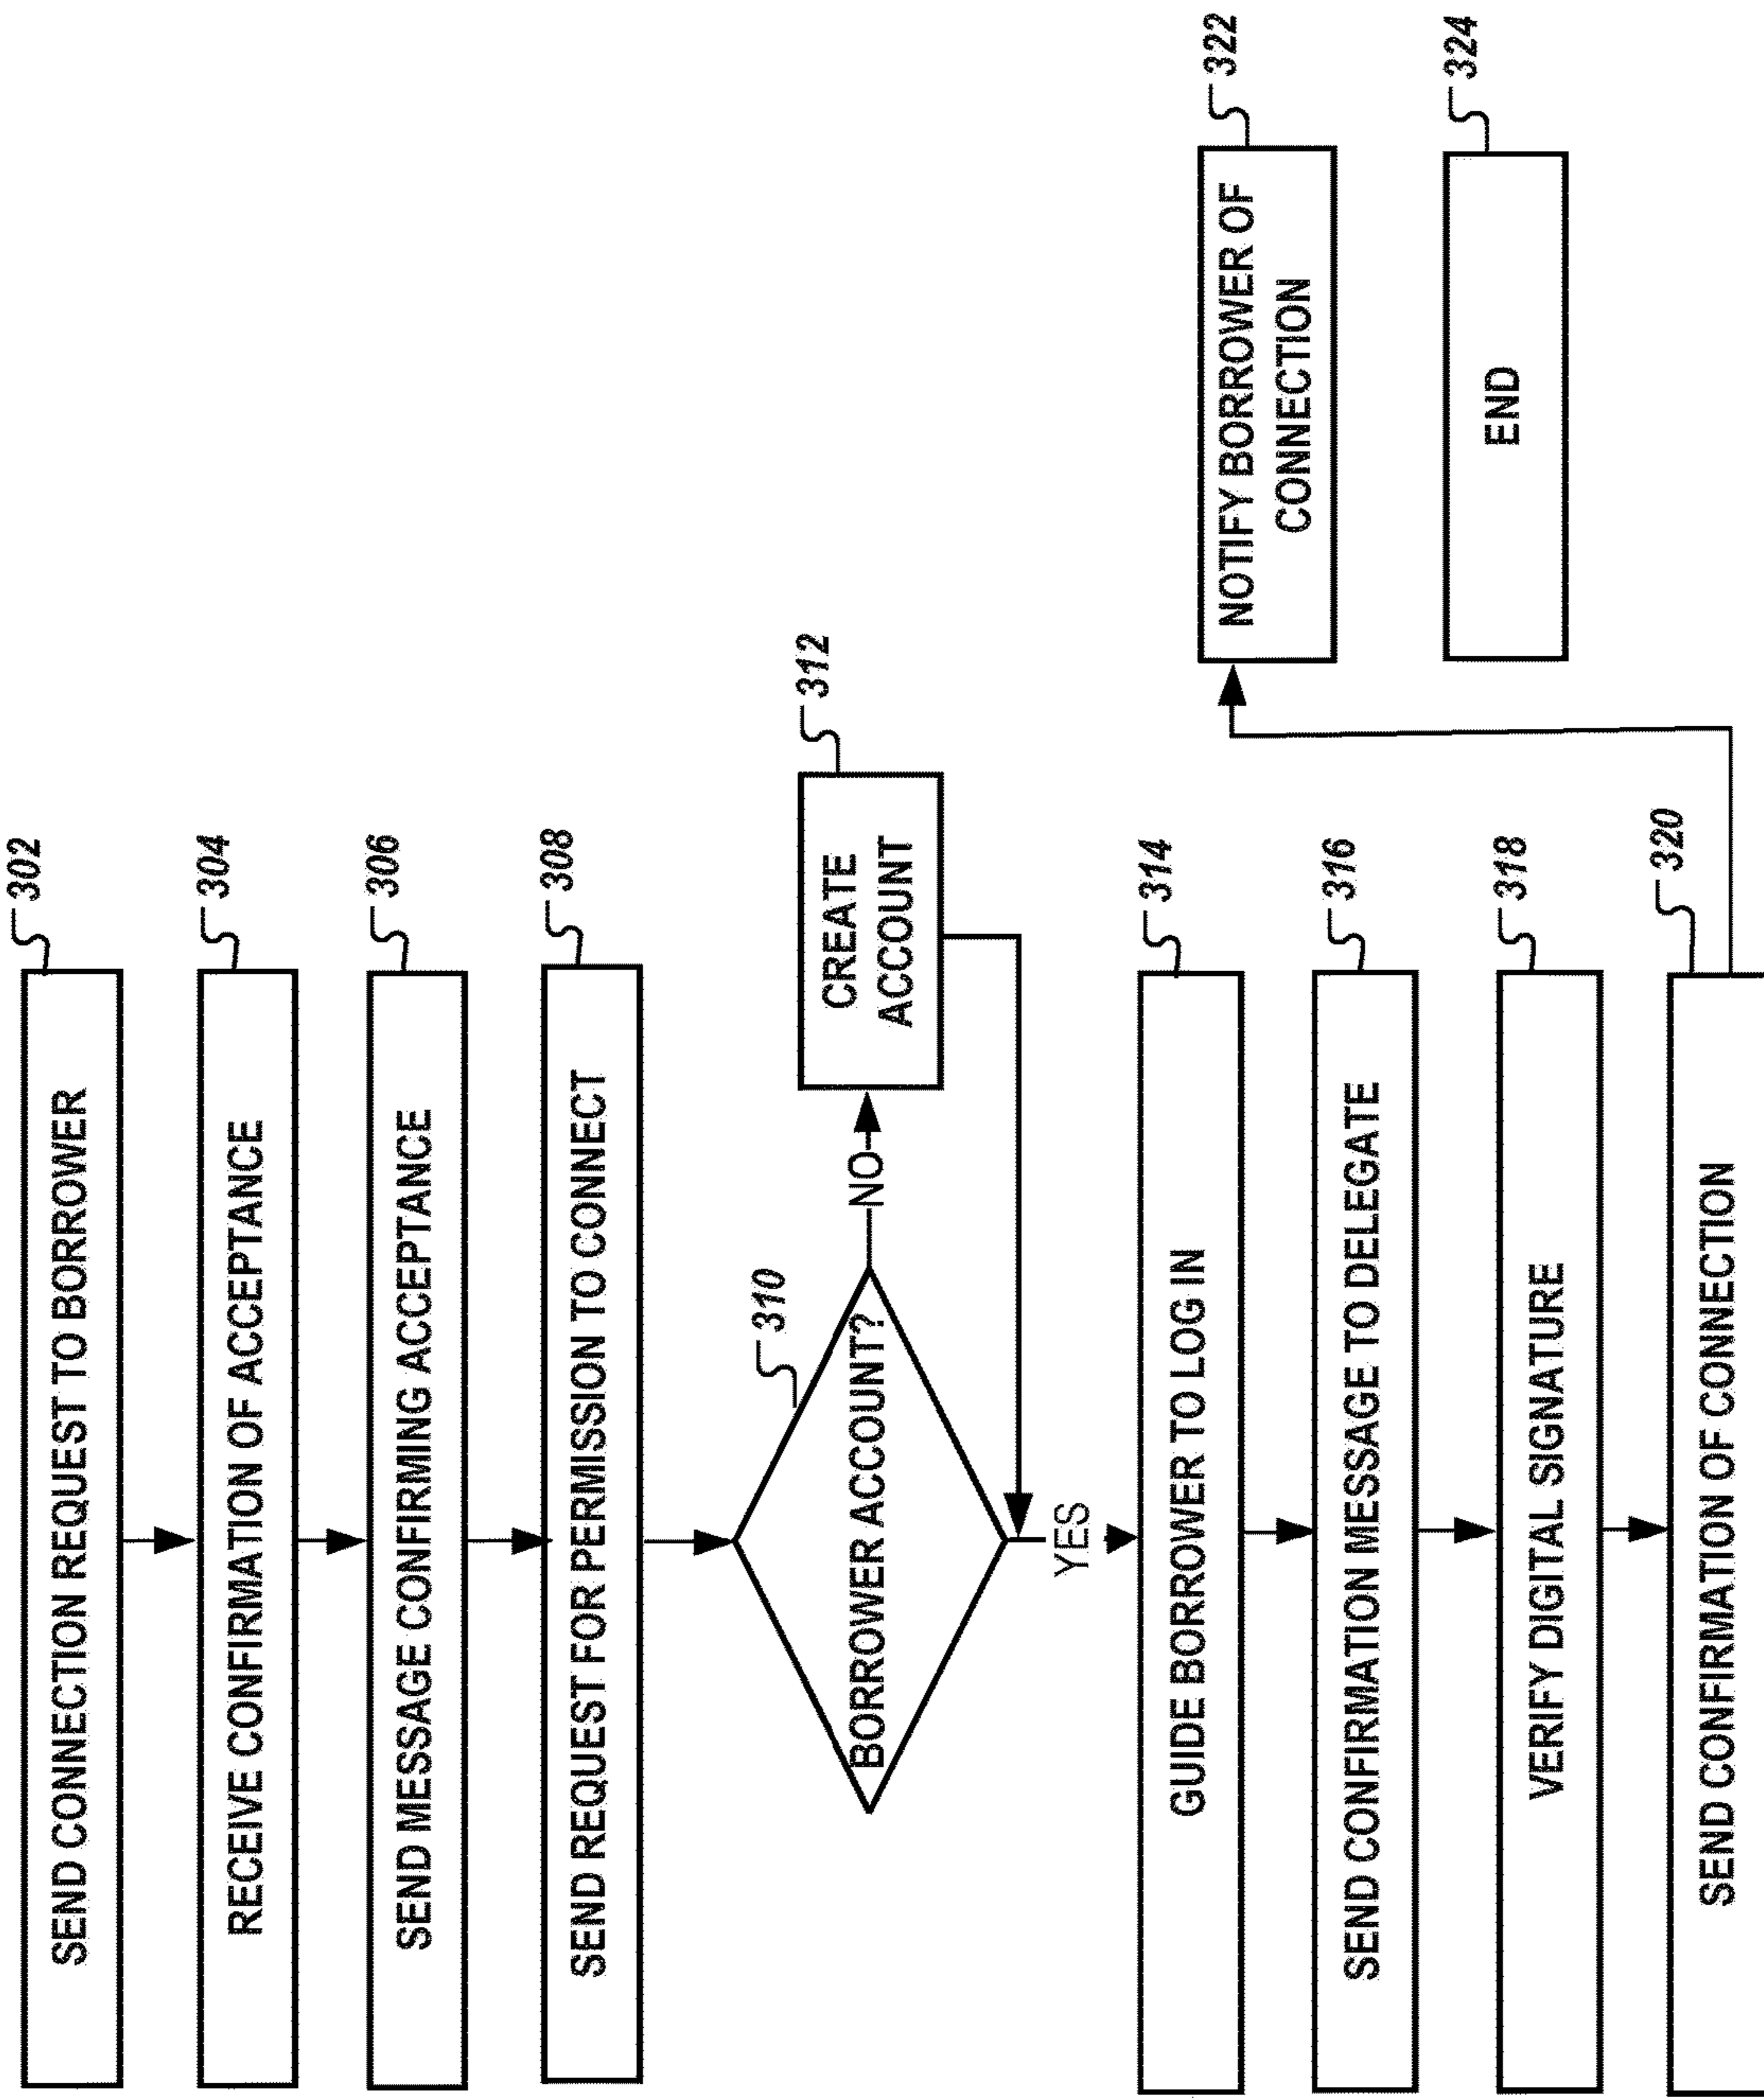 SEND CONNECTION REQUEST TO BORROWER
302
RECEIVE CONFIRMATION OF ACCEPTANCE
304
SEND MESSAGE CONFIRMING ACCEPTANCE
306
SEND REQUEST FOR PERMISSION TO CONNECT
308
BORROWER ACCOUNT?
310
NO
CREATE
ACCOUNT
312
YES
GUIDE BORROWER TO LOG IN
314
SEND CONFIRMATION MESSAGE TO DELEGATE
316
VERIFY DIGITAL SIGNATURE
318
SEND CONFIRMATION OF CONNECTION
320
NOTIFY BORROWER OF
CONNECTION
322
END
324